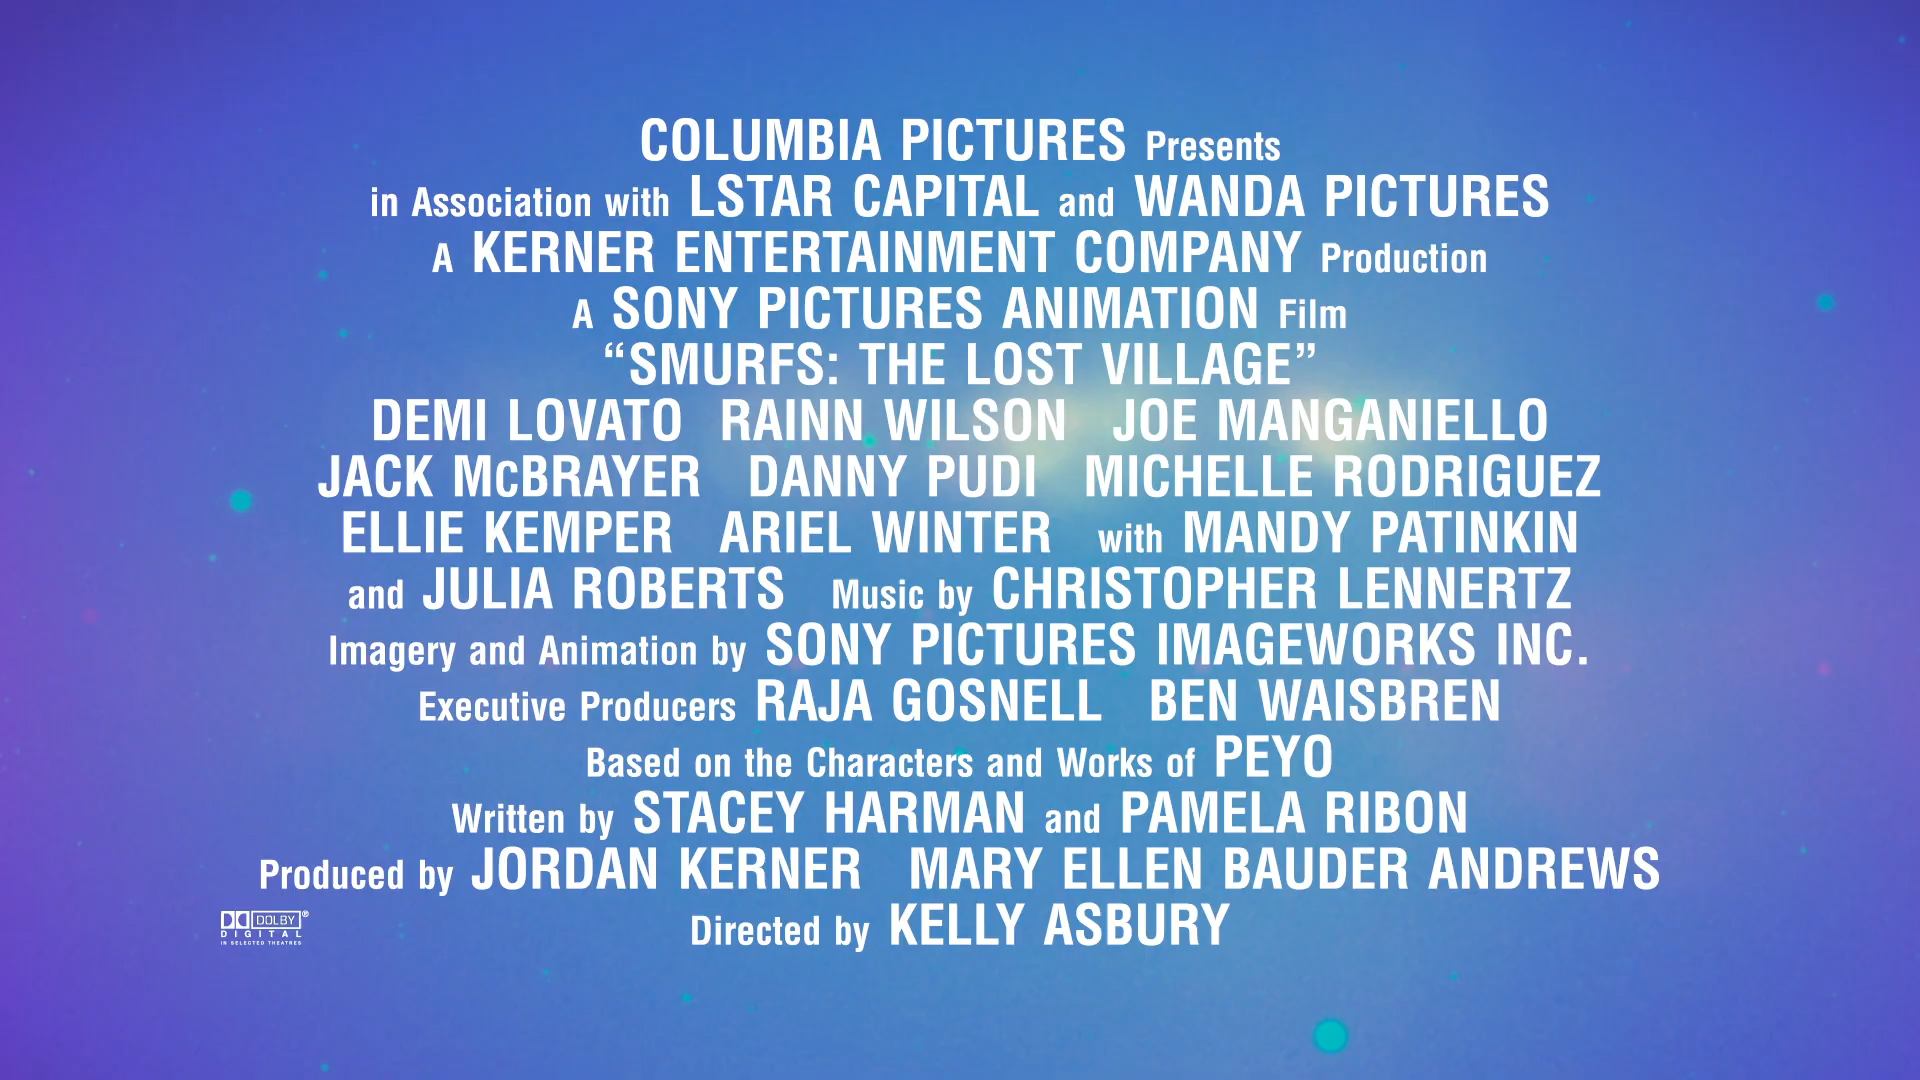 COLUMBIA PICTURES Presents
in Association with LSTAR CAPITAL and WANDA PICTURES
A KERNER ENTERTAINMENT COMPANY Production
A SONY PICTURES ANIMATION Film
“SMURFS: THE LOST VILLAGE”
DEMI LOVATO RAINN WILSON JOE MANGANIELLO
JACK McBRAYER DANNY PUDI MICHELLE RODRIGUEZ
ELLIE KEMPER ARIEL WINTER with MANDY PATINKIN
and JULIA ROBERTS Music by CHRISTOPHER LENNERTZ
Imagery and Animation by SONY PICTURES IMAGEWORKS INC.
Executive Producers RAJA GOSNELL BEN WAISBREN
Based on the Characters and Works of PEYO
Written by STACEY HARMAN and PAMELA RIBON
Produced by JORDAN KERNER MARY ELLEN BAUDER ANDREWS
Directed by KELLY ASBURY
DOLBY®
DIGITAL
IN SELECTED THEATRES